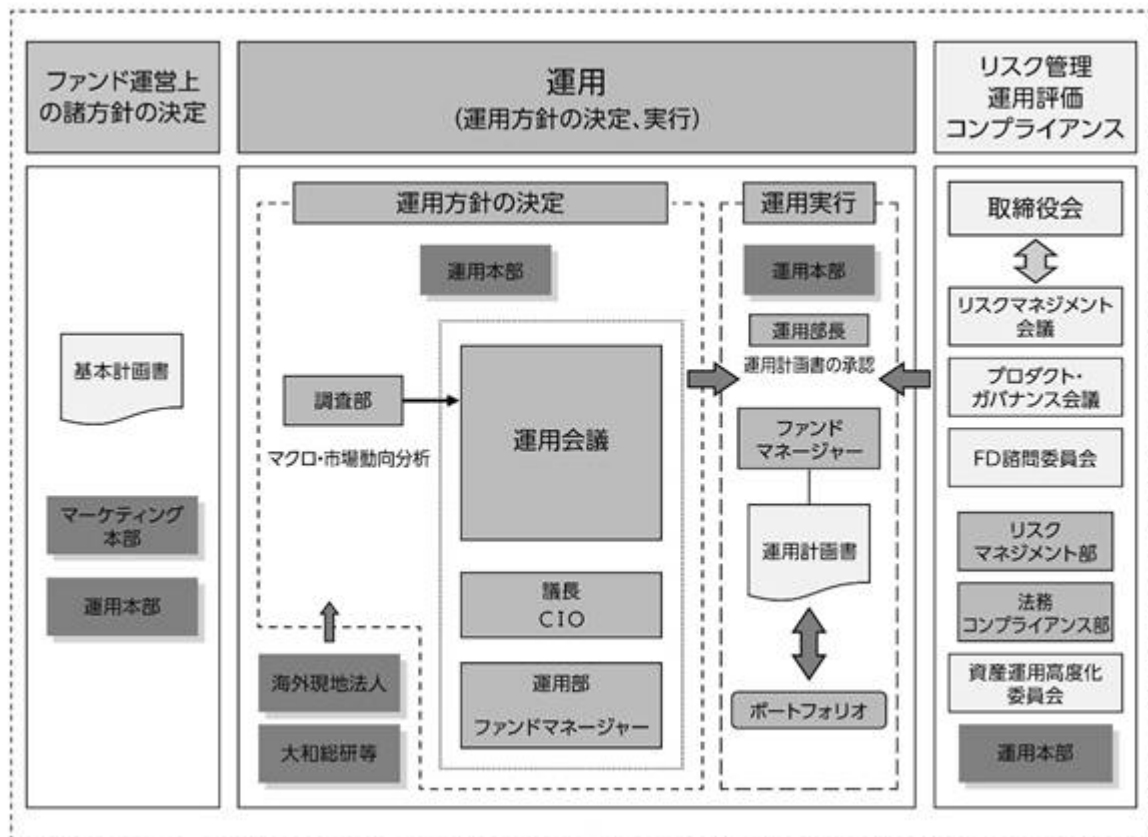 ファンド運営上
の諸方針の決定
運用
(運用方針の決定、実行)
リスク管理
運用評価
コンプライアンス
基本計画書
マーケティング
本部
運用本部
運用方針の決定
運用本部
調査部
マクロ・市場動向分析
運用会議
議長
CIO
運用部
ファンドマネージャー
海外現地法人
大和総研等
運用実行
運用本部
運用部長
運用計画書の承認
ファンド
マネージャー
運用計画書
ポートフォリオ
取締役会
リスクマネジメント
会議
プロダクト・
ガバナンス会議
FD諮問委員会
リスク
マネジメント部
法務
コンプライアンス部
資産運用高度化
委員会
運用本部